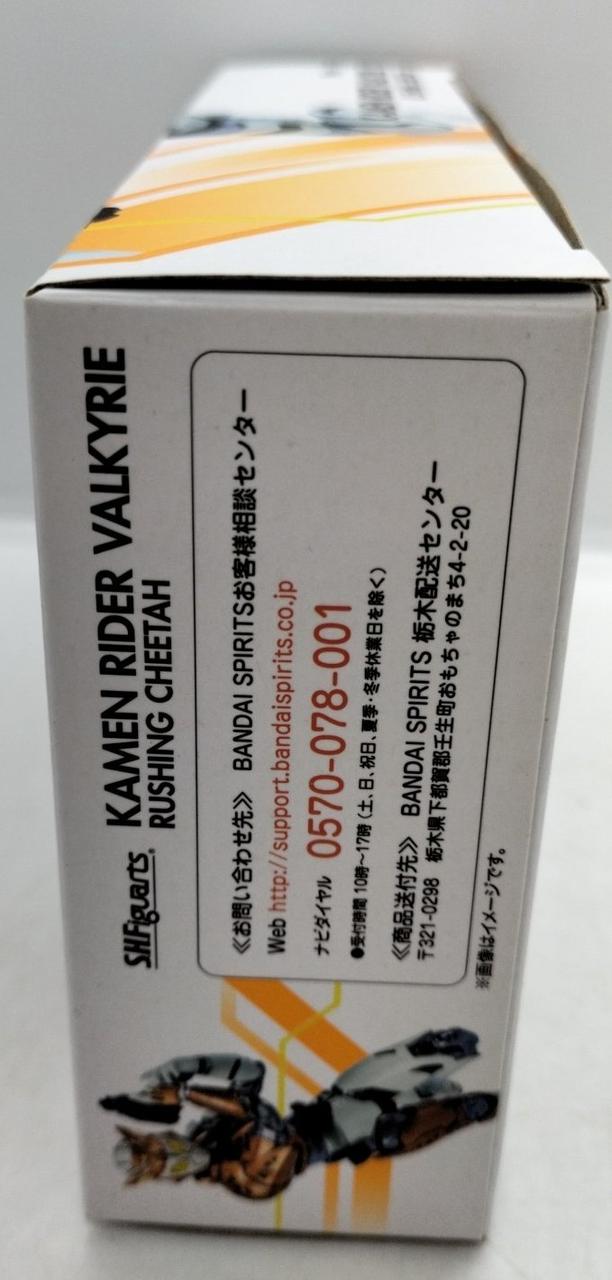 S.H.Figuarts
KAMEN RIDER VALKYRIE
RUSHING CHEETAH
≪お問い合わせ先≫ BANDAI SPIRITSお客様相談センター
Web http://support.bandaispirits.co.jp
ナビダイヤル 0570-078-001
●受付時間 10時〜17時（土、日、祝日、夏季・冬季休業日を除く）
≪商品送付先≫ BANDAI SPIRITS 栃木配送センター
〒321-0298 栃木県下都賀郡壬生町おもちゃのまち4-2-20
※画像はイメージです。